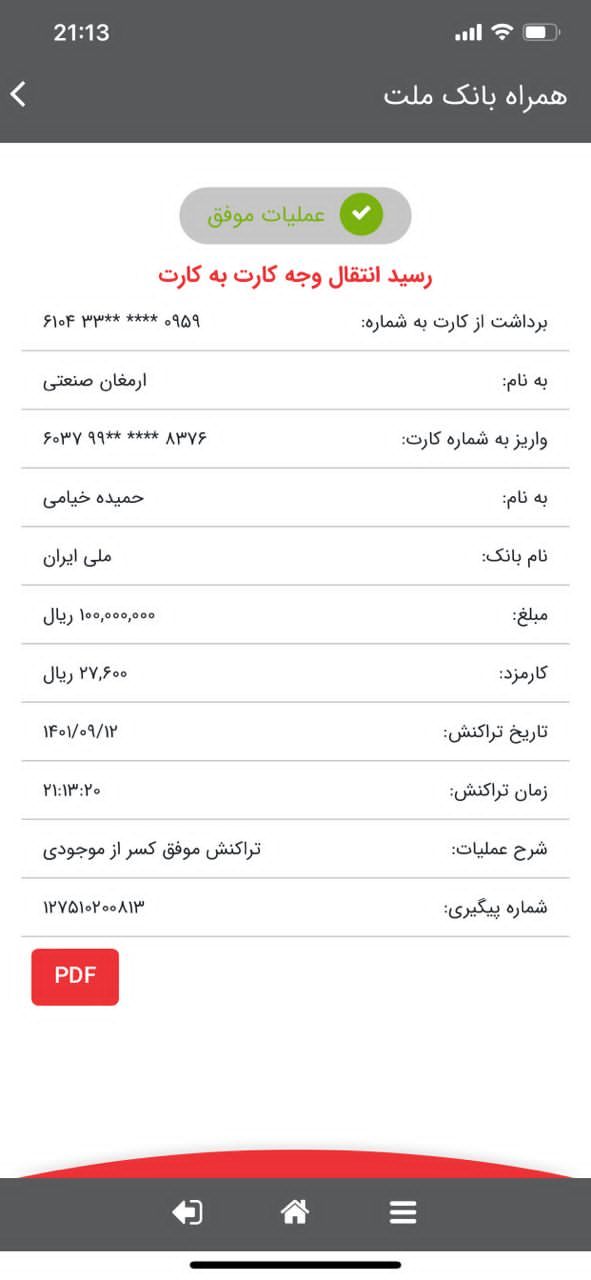 21:13
همراه بانک ملت
عملیات موفق
رسید انتقال وجه کارت به کارت
برداشت از کارت به شماره: ۶۱۰۴ ۳۳** **** ۰۹۵۹
به نام: ارمغان صنعتی
واریز به شماره کارت: ۶۰۳۷ ۹۹** **** ۸۳۷۶
به نام: حمیده خیامی
نام بانک: ملی ایران
مبلغ: ۱۰۰,۰۰۰,۰۰۰ ریال
کارمزد: ۲۷,۶۰۰ ریال
تاریخ تراکنش: ۱۴۰۱/۰۹/۱۲
زمان تراکنش: ۲۱:۱۳:۲۰
شرح عملیات: تراکنش موفق کسر از موجودی
شماره پیگیری: ۱۲۷۵۱۰۲۰۰۸۱۳
PDF